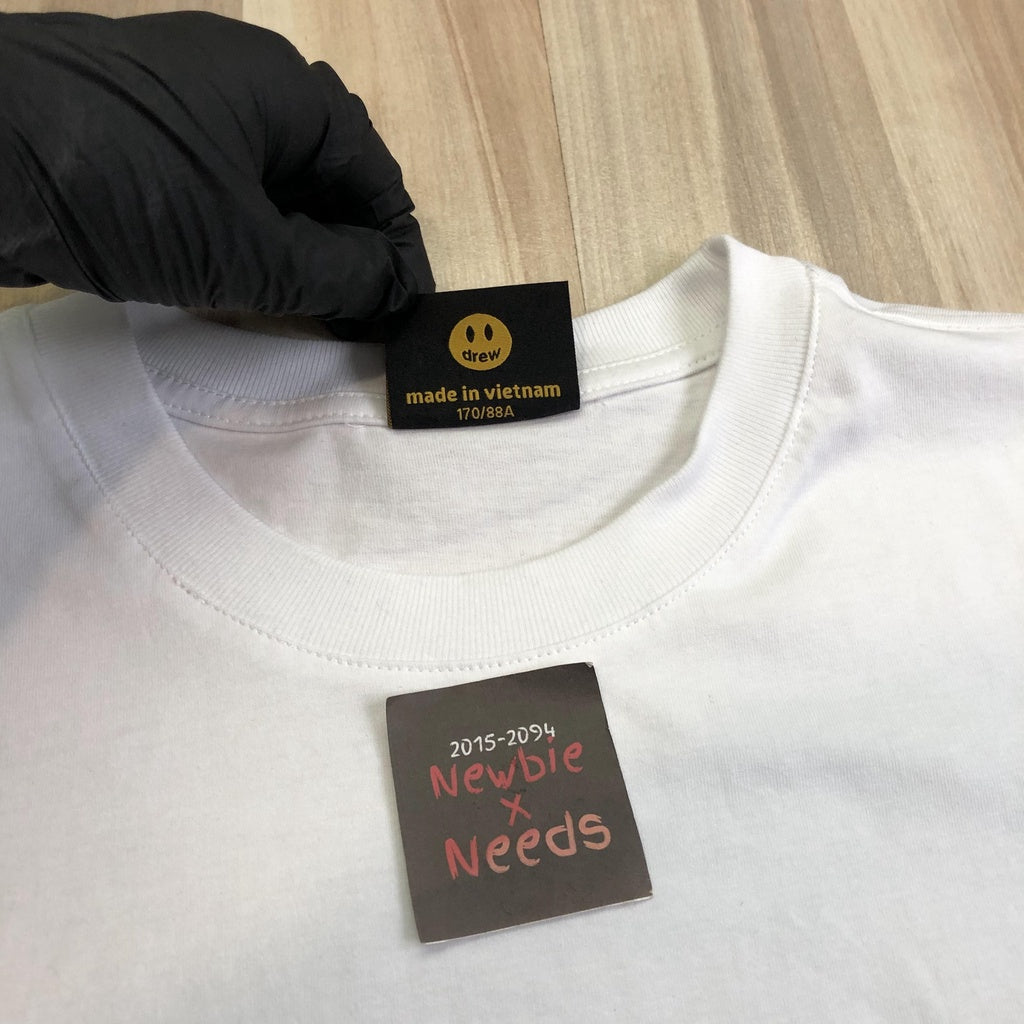 drew
made in vietnam
170/88A
2015-2094
Newbie
x
Needs